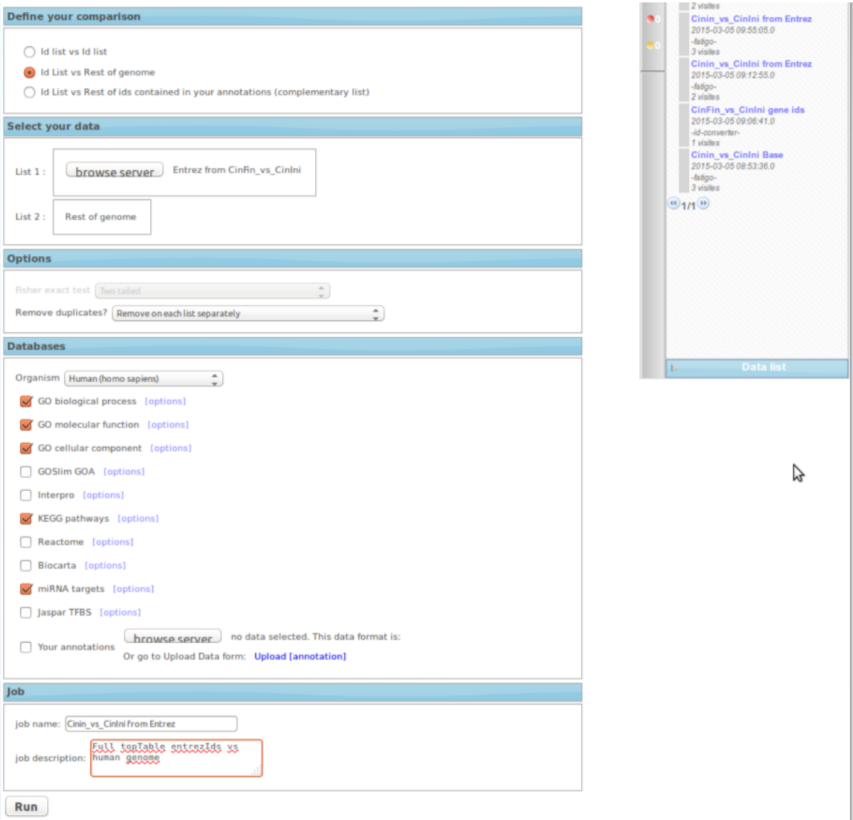 Define your comparison
Id list vs Id list
Id List vs Rest of genome
Id List vs Rest of ids contained in your annotations (complementary list)
Select your data
List 1 :
browse server
Entrez from CinFin_vs_CinIni
List 2 :
Rest of genome
Options
Fisher exact test
Two tailed
Remove duplicates?
Remove on each list separately
Databases
Organism
Human (homo sapiens)
GO biological process [options]
GO molecular function [options]
GO cellular component [options]
GOSlim GOA [options]
Interpro [options]
KEGG pathways [options]
Reactome [options]
Biocarta [options]
miRNA targets [options]
Jaspar TFBS [options]
Your annotations
browse server
no data selected. This data format is:
Or go to Upload Data form: Upload [annotation]
Job
job name:
Cinin_vs_CinIni from Entrez
job description:
Full topTable entrezIds vs
human genome
Run
2 visites
Cinin_vs_CinIni from Entrez
2015-03-05 09:55:05.0
-fatigo-
3 visites
Cinin_vs_CinIni from Entrez
2015-03-05 09:12:55.0
-fatigo-
2 visites
CinFin_vs_CinIni gene ids
2015-03-05 09:06:41.0
-id-converter-
1 visites
Cinin_vs_CinIni Base
2015-03-05 08:53:36.0
-fatigo-
3 visites
1/1
Data list